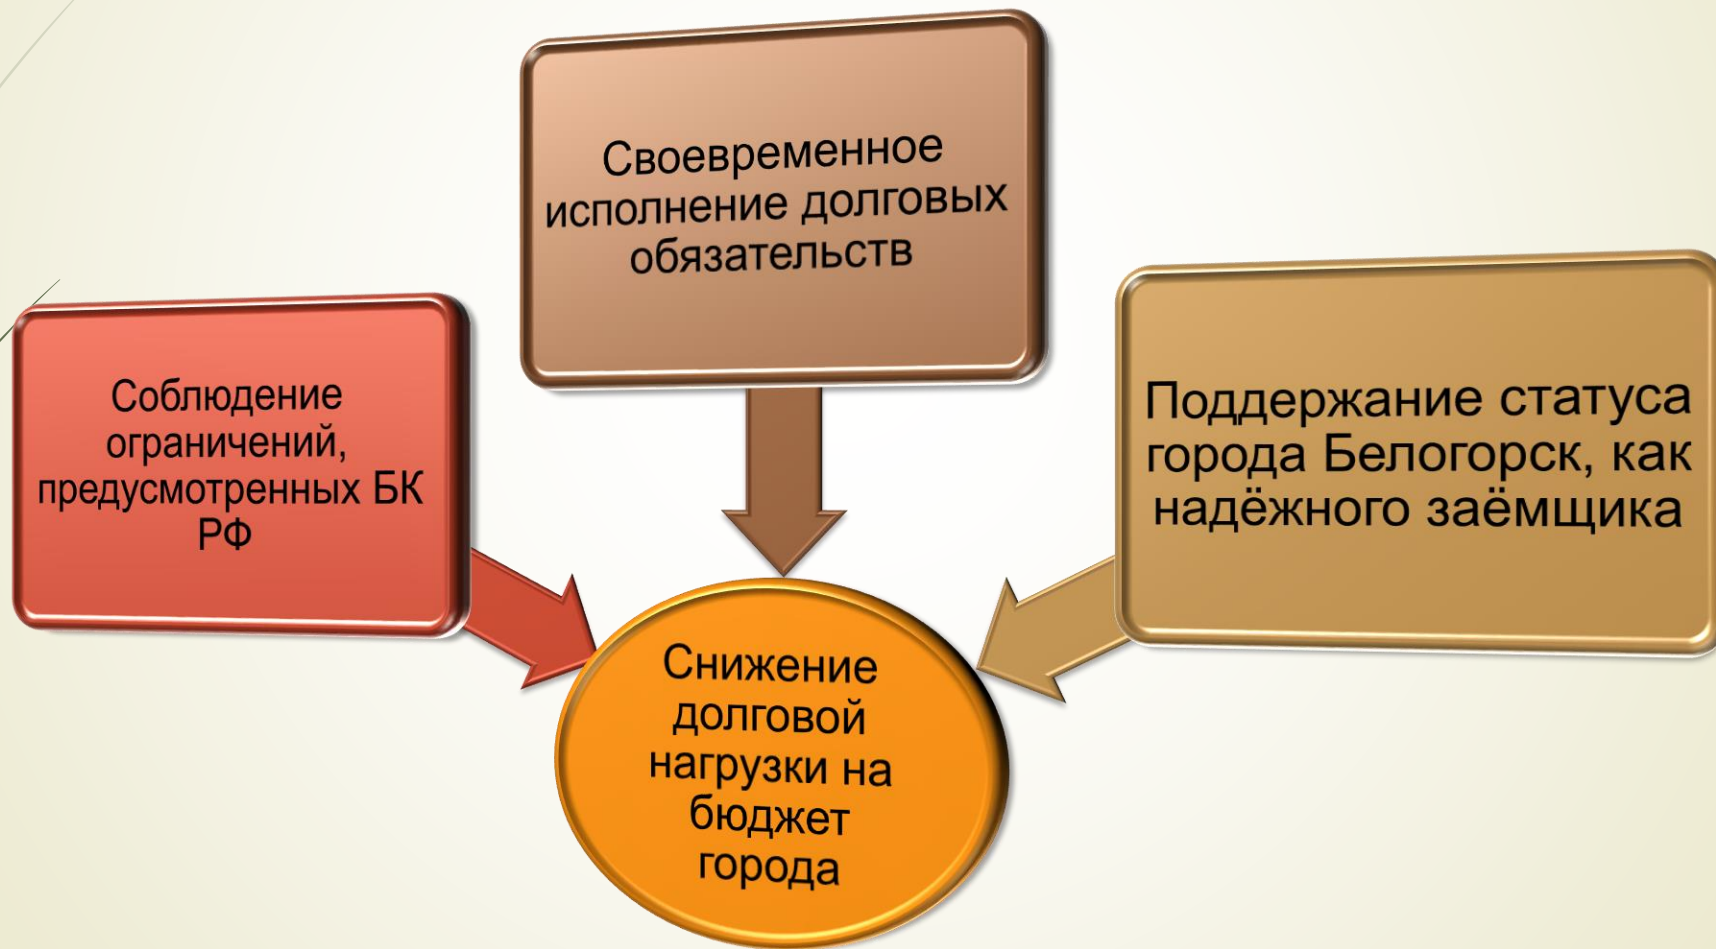 Своевременное
исполнение долговых
обязательств
Соблюдение
ограничений,
предусмотренных БК
РФ
Поддержание статуса
города Белогорск, как
надёжного заёмщика
Снижение
долговой
нагрузки на
бюджет
города